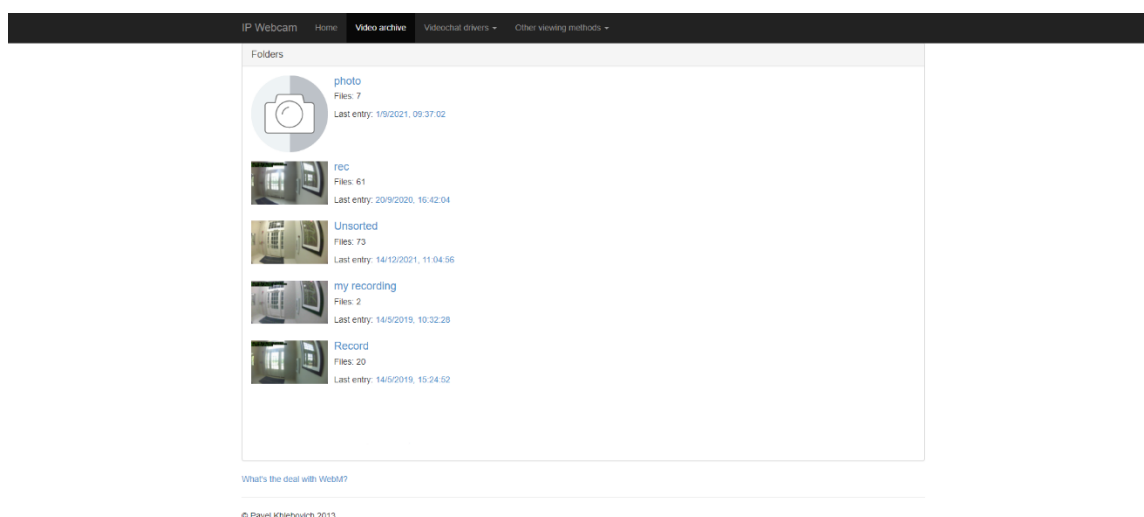 IP Webcam Home Video archive Videochat drivers Other viewing methods
Folders
photo
Files: 7
Last entry: 1/9/2021, 09:37:02
rec
Files: 61
Last entry: 20/9/2020, 16:42:04
Unsorted
Files: 73
Last entry: 14/12/2021, 11:04:56
my recording
Files: 2
Last entry: 14/5/2019, 10:32:28
Record
Files: 20
Last entry: 14/5/2019, 15:24:52
What's the deal with WebM?
© Pavel Khlebovich 2013